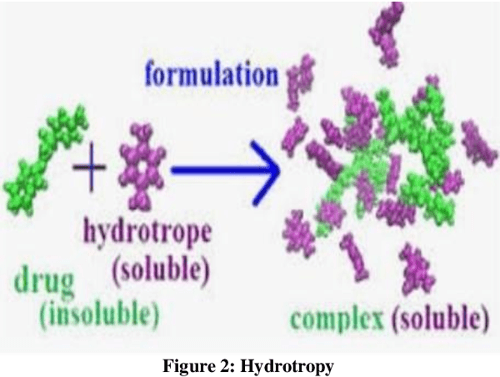 formulation
+
hydrotrope
(soluble)
drug
(insoluble)
complex (soluble)
Figure 2: Hydrotropy